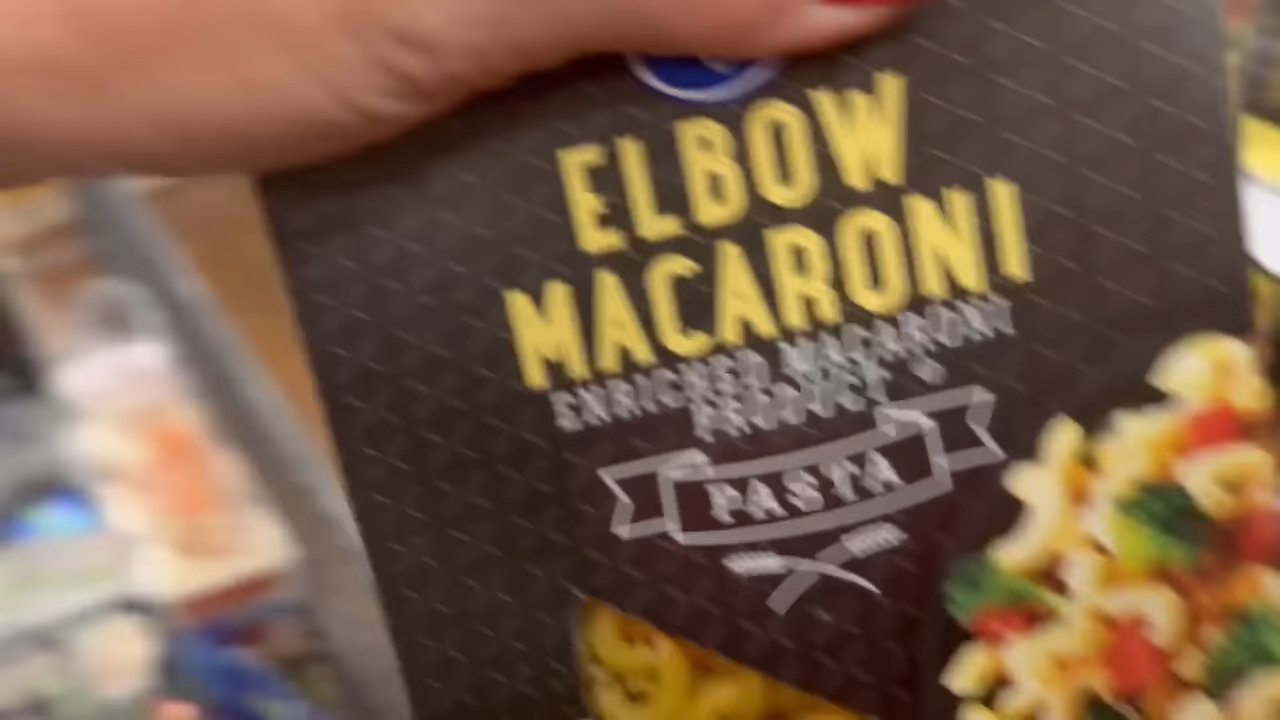 ELBOW
MACARONI
ENRICHED MACARONI
PRODUCT
PASTA